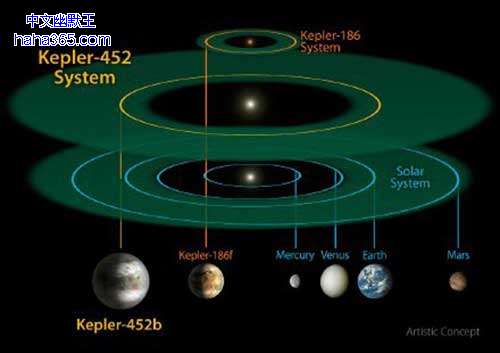 中文幽默王
haha365.com
Kepler-186
System
Kepler-452
System
Solar
System
Kepler-186f
Mercury
Venus
Earth
Mars
Kepler-452b
Artistic Concept